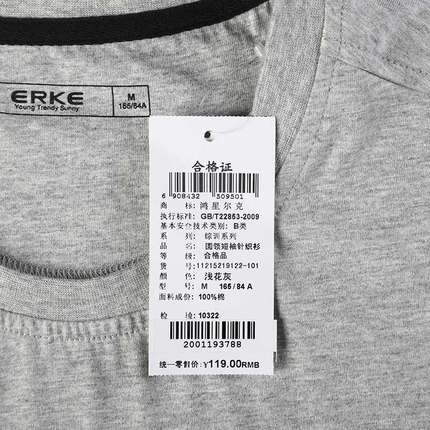 ERKE
Young Trendy Sunny
M
165/84A
合格证
6 908432 309501
商 标: 鸿星尔克
执行标准: GB/T22853-2009
基本安全技术类别: B类
系 列: 综训系列
品 名: 圆领短袖针织衫
等 级: 合格品
货 号: 11215219122-101
颜 色: 浅花灰
型 号: M 165/84 A
面料成份: 100%棉
检 验: 10322
2001193788
统一零售价: ¥119.00RMB